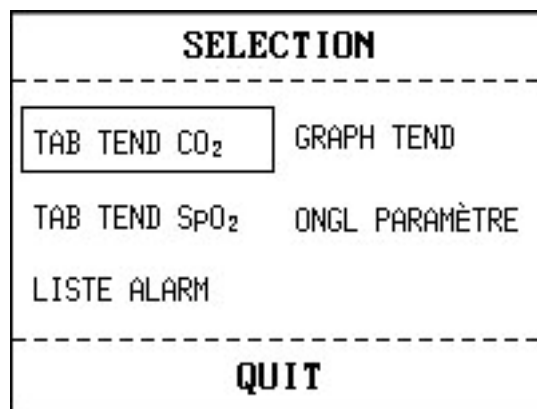 SELECTION
TAB TEND CO₂ GRAPH TEND
TAB TEND SpO₂ ONGL PARAMÈTRE
LISTE ALARM
QUIT